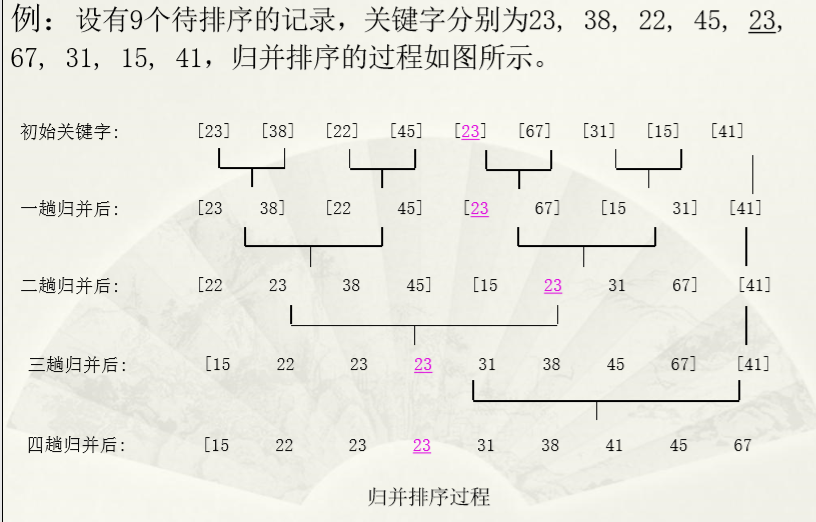 例：设有9个待排序的记录，关键字分别为23, 38, 22, 45, 23,
67, 31, 15, 41，归并排序的过程如图所示。
初始关键字: [23] [38] [22] [45] [23] [67] [31] [15] [41]
一趟归并后: [23 38] [22 45] [23 67] [15 31] [41]
二趟归并后: [22 23 38 45] [15 23 31 67] [41]
三趟归并后: [15 22 23 23 31 38 45 67] [41]
四趟归并后: [15 22 23 23 31 38 41 45 67
归并排序过程